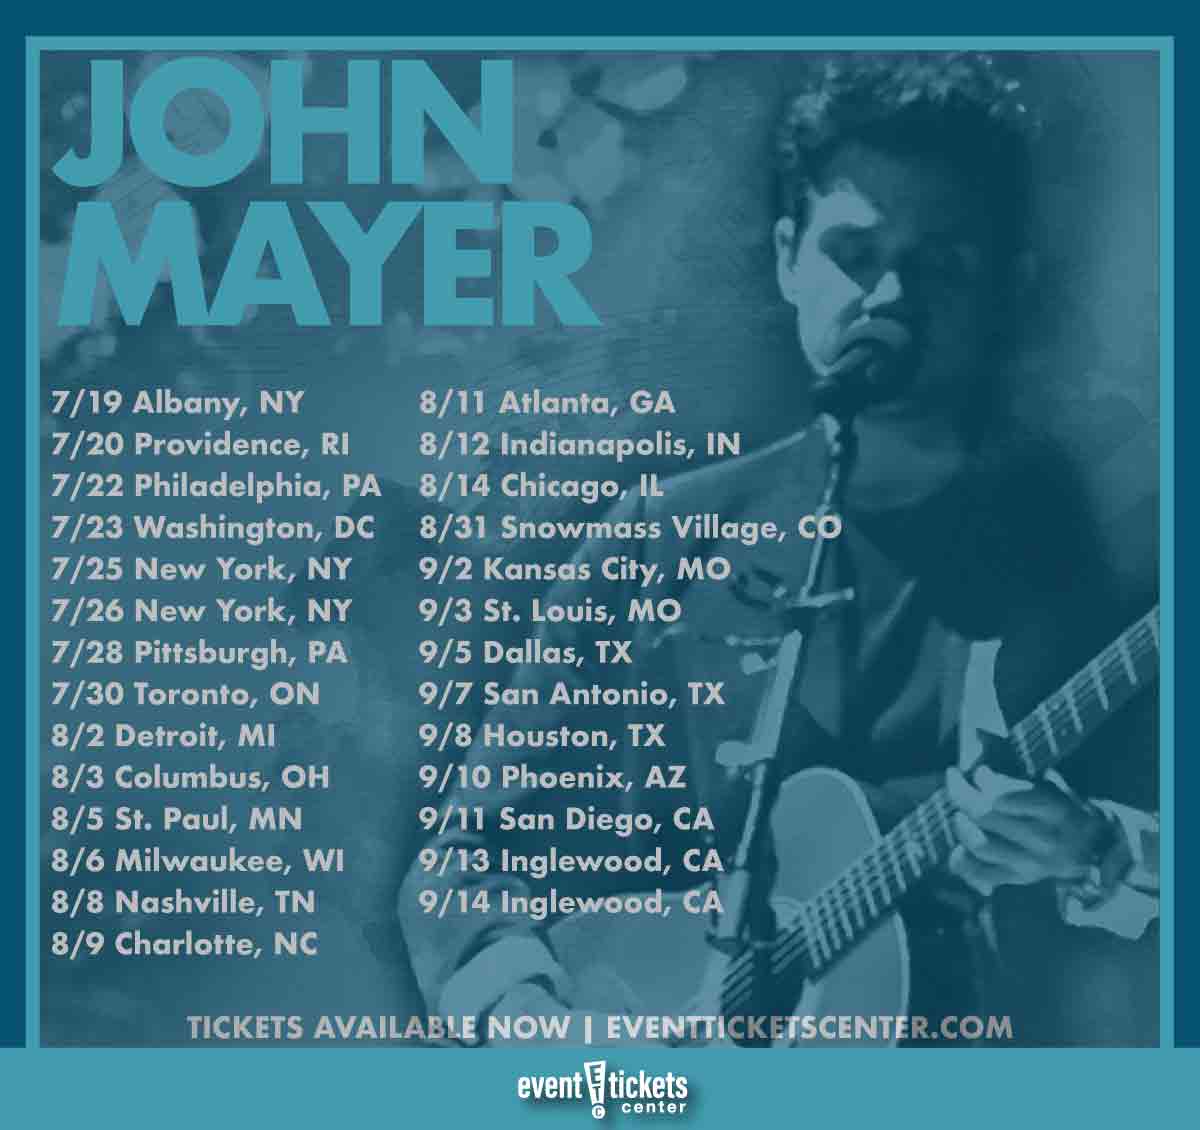 JOHN
MAYER
7/19 Albany, NY
7/20 Providence, RI
7/22 Philadelphia, PA
7/23 Washington, DC
7/25 New York, NY
7/26 New York, NY
7/28 Pittsburgh, PA
7/30 Toronto, ON
8/2 Detroit, MI
8/3 Columbus, OH
8/5 St. Paul, MN
8/6 Milwaukee, WI
8/8 Nashville, TN
8/9 Charlotte, NC
8/11 Atlanta, GA
8/12 Indianapolis, IN
8/14 Chicago, IL
8/31 Snowmass Village, CO
9/2 Kansas City, MO
9/3 St. Louis, MO
9/5 Dallas, TX
9/7 San Antonio, TX
9/8 Houston, TX
9/10 Phoenix, AZ
9/11 San Diego, CA
9/13 Inglewood, CA
9/14 Inglewood, CA
TICKETS AVAILABLE NOW | EVENTTICKETSCENTER.COM
event ETC tickets
center